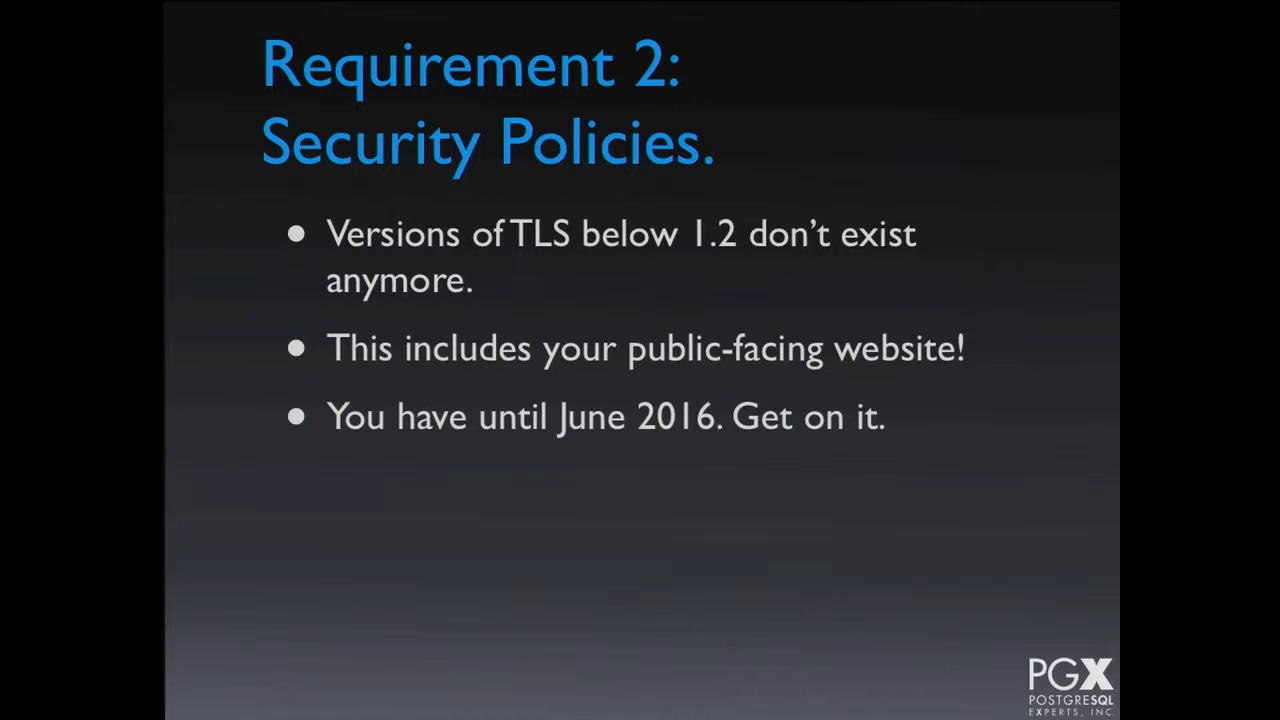 Requirement 2:
Security Policies.
• Versions of TLS below 1.2 don't exist
anymore.
• This includes your public-facing website!
• You have until June 2016. Get on it.
PGX
POSTGRESQL
EXPERTS, INC.